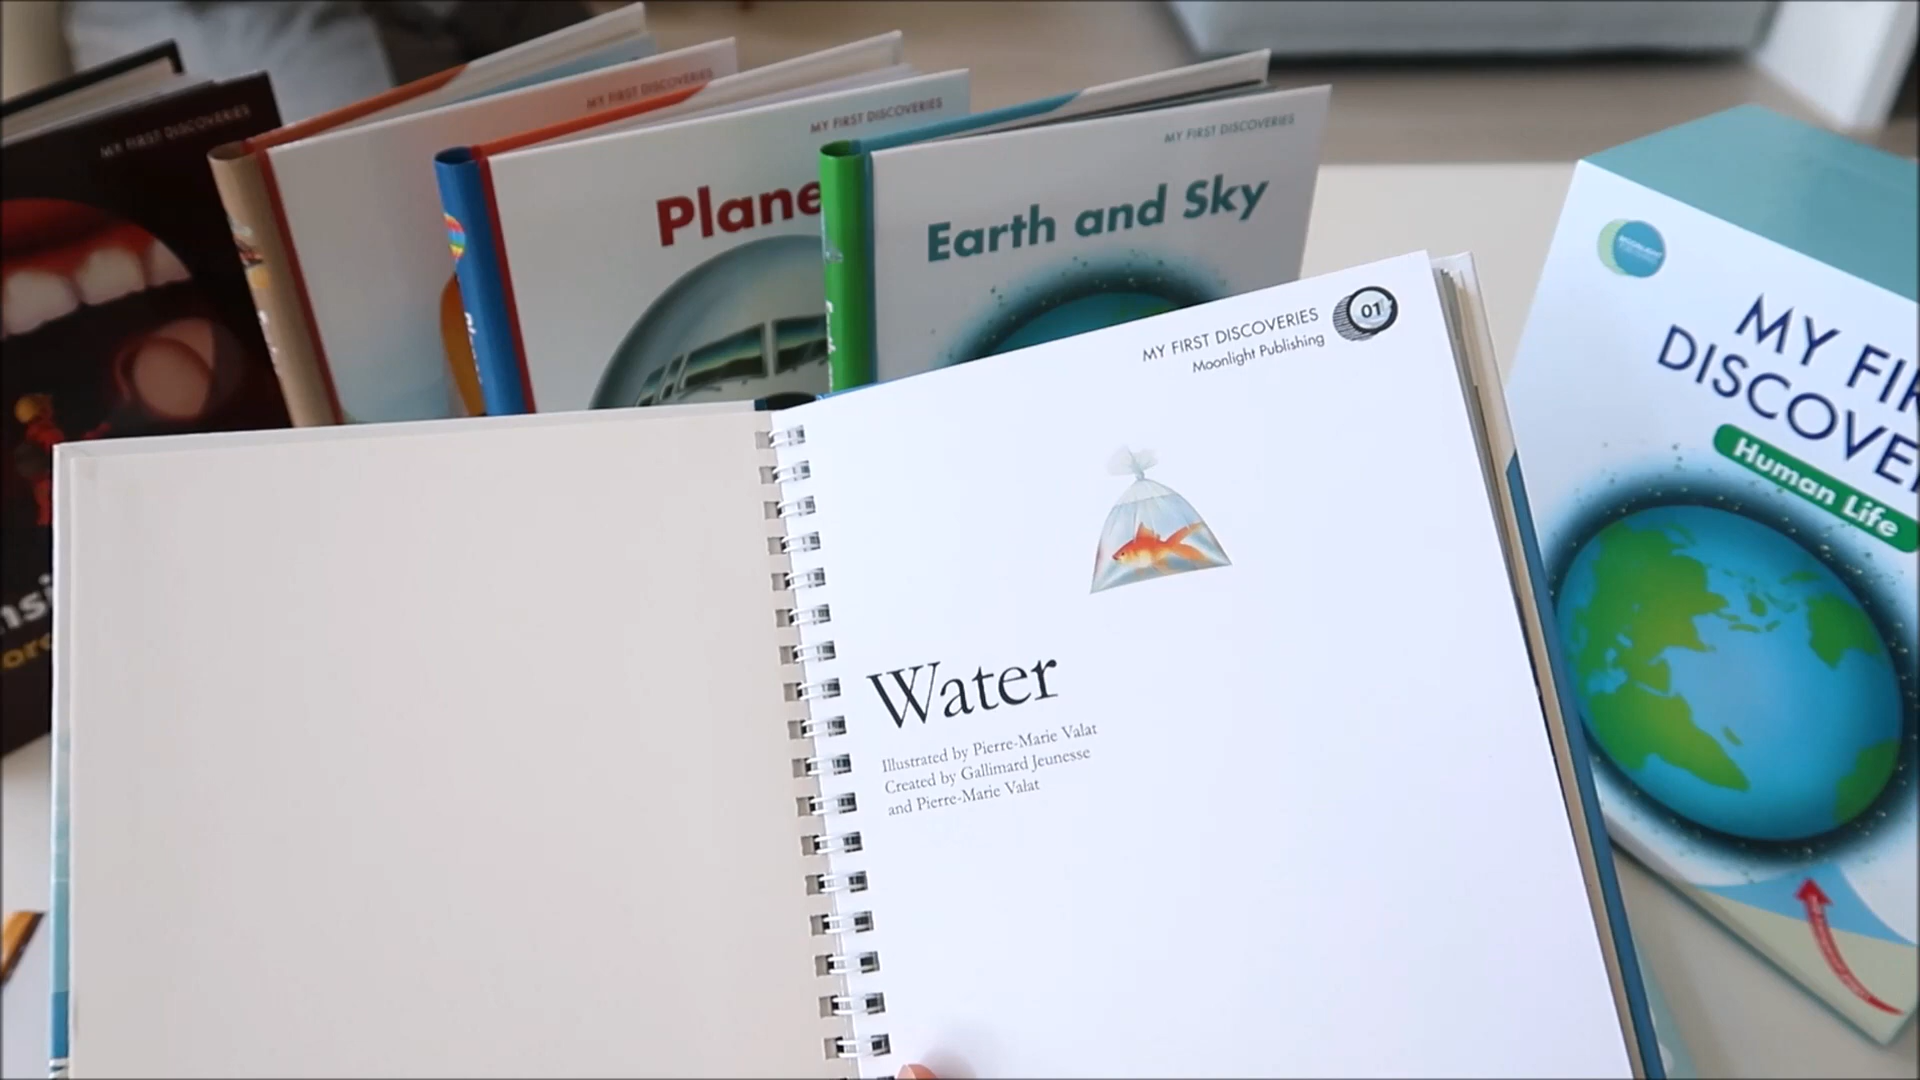 MY FIRST DISCOVERIES
MY FIRST DISCOVERIES
MY FIRST DISCOVERIES
Plane
MY FIRST DISCOVERIES
Earth and Sky
MY FIRST DISCOVERIES
Moonlight Publishing
01
Water
Illustrated by Pierre-Marie Valat
Created by Gallimard Jeunesse
and Pierre-Marie Valat
MY FIR
DISCOVE
Human Life